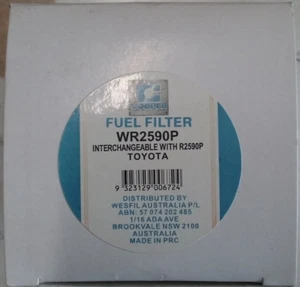 FUEL FILTER
WR2590P
INTERCHANGEABLE WITH R2590P
TOYOTA
9 323129 006724
DISTRIBUTED BY
WESFIL AUSTRALIA P/L
ABN: 57 074 202 485
1/16 ADA AVE
BROOKVALE NSW 2100
AUSTRALIA
MADE IN PRC